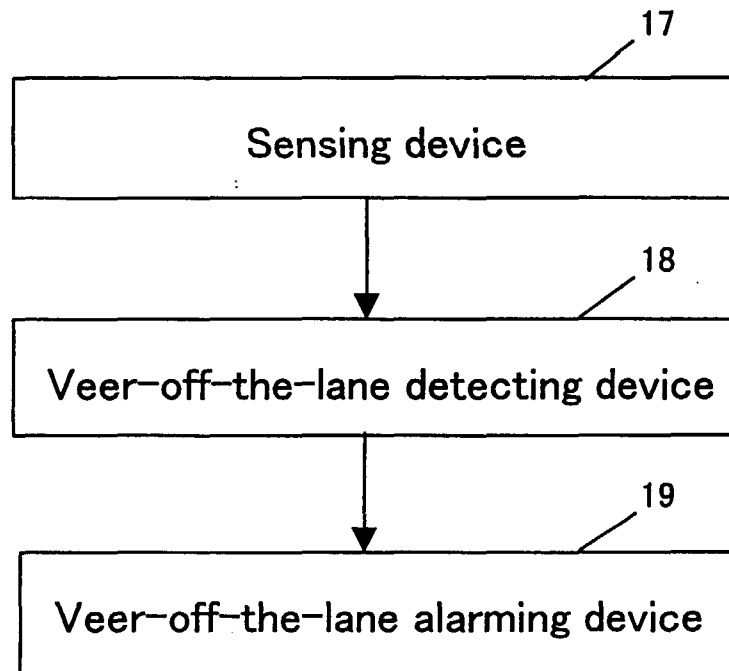 17
Sensing device
18
Veer-off-the-lane detecting device
19
Veer-off-the-lane alarming device